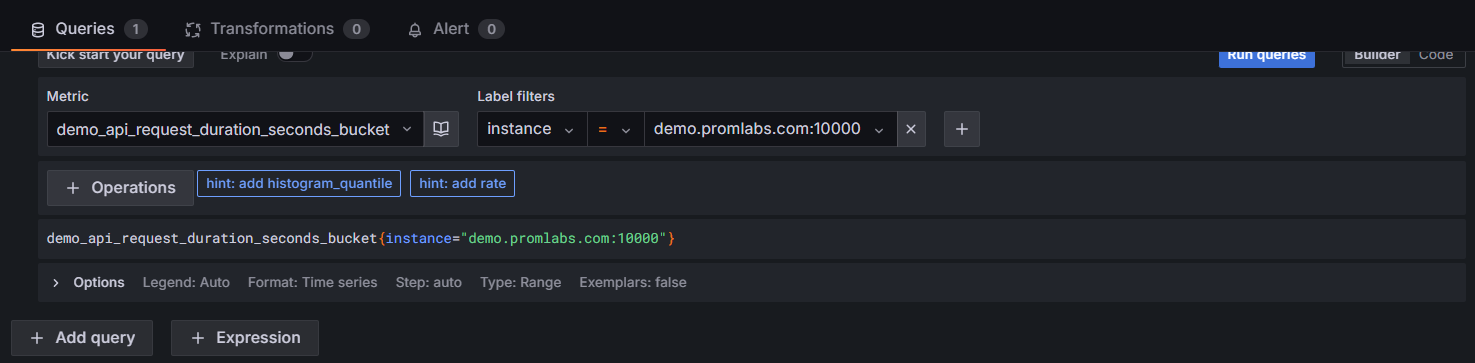 Queries 1 Transformations 0 Alert 0
Kick start your query Explain Run queries Builder Code
Metric Label filters
demo_api_request_duration_seconds_bucket instance = demo.promlabs.com:10000 × +
+ Operations hint: add histogram_quantile hint: add rate
demo_api_request_duration_seconds_bucket{instance="demo.promlabs.com:10000"}
> Options Legend: Auto Format: Time series Step: auto Type: Range Exemplars: false
+ Add query + Expression